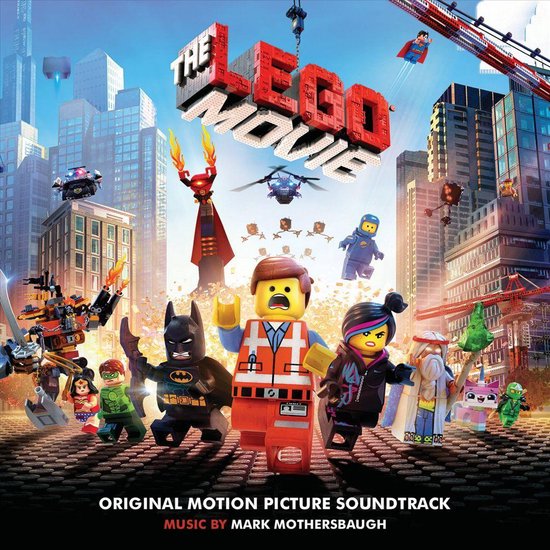 THE
LEGO
MOVIE
ORIGINAL MOTION PICTURE SOUNDTRACK
MUSIC BY MARK MOTHERSBAUGH